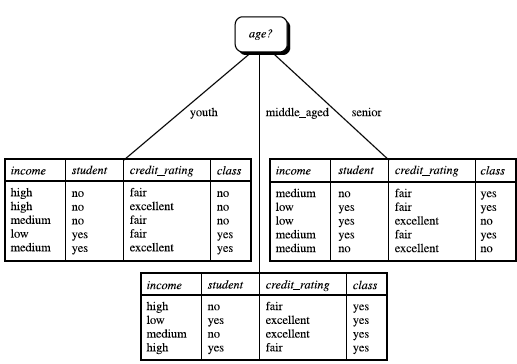 age?
youth
middle_aged
senior
income student credit_rating class
high no fair no
high no excellent no
medium no fair no
low yes fair yes
medium yes excellent yes
income student credit_rating class
medium no fair yes
low yes fair yes
low yes excellent no
medium yes fair yes
medium no excellent no
income student credit_rating class
high no fair yes
low yes excellent yes
medium no excellent yes
high yes fair yes